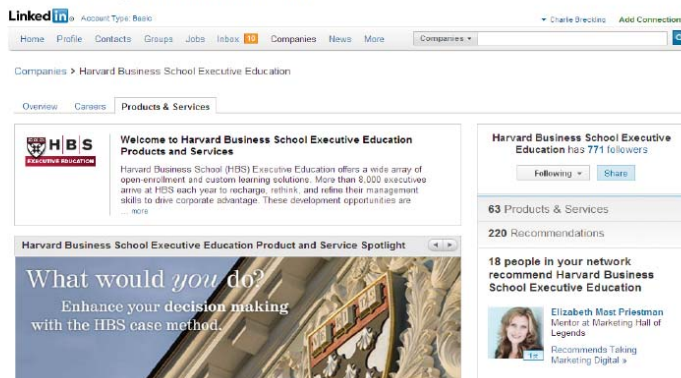 Linked in® Account Type: Basic
Charlie Breckling Add Connection
Home Profile Contacts Groups Jobs Inbox 10 Companies News More Companies
Companies > Harvard Business School Executive Education
Overview Careers Products & Services
HBS
EXECUTIVE EDUCATION
Welcome to Harvard Business School Executive Education
Products and Services
Harvard Business School (HBS) Executive Education offers a wide array of
open-enrollment and custom learning solutions. More than 8,000 executives
arrive at HBS each year to recharge, rethink, and refine their management
skills to drive corporate advantage. These development opportunities are
... more
Harvard Business School Executive Education Product and Service Spotlight
What would you do?
Enhance your decision making
with the HBS case method.
Harvard Business School Executive
Education has 771 followers
Following Share
63 Products & Services
220 Recommendations
18 people in your network
recommend Harvard Business
School Executive Education
Elizabeth Mast Priestman
Mentor at Marketing Hall of
Legends
1st
Recommends Taking
Marketing Digital »